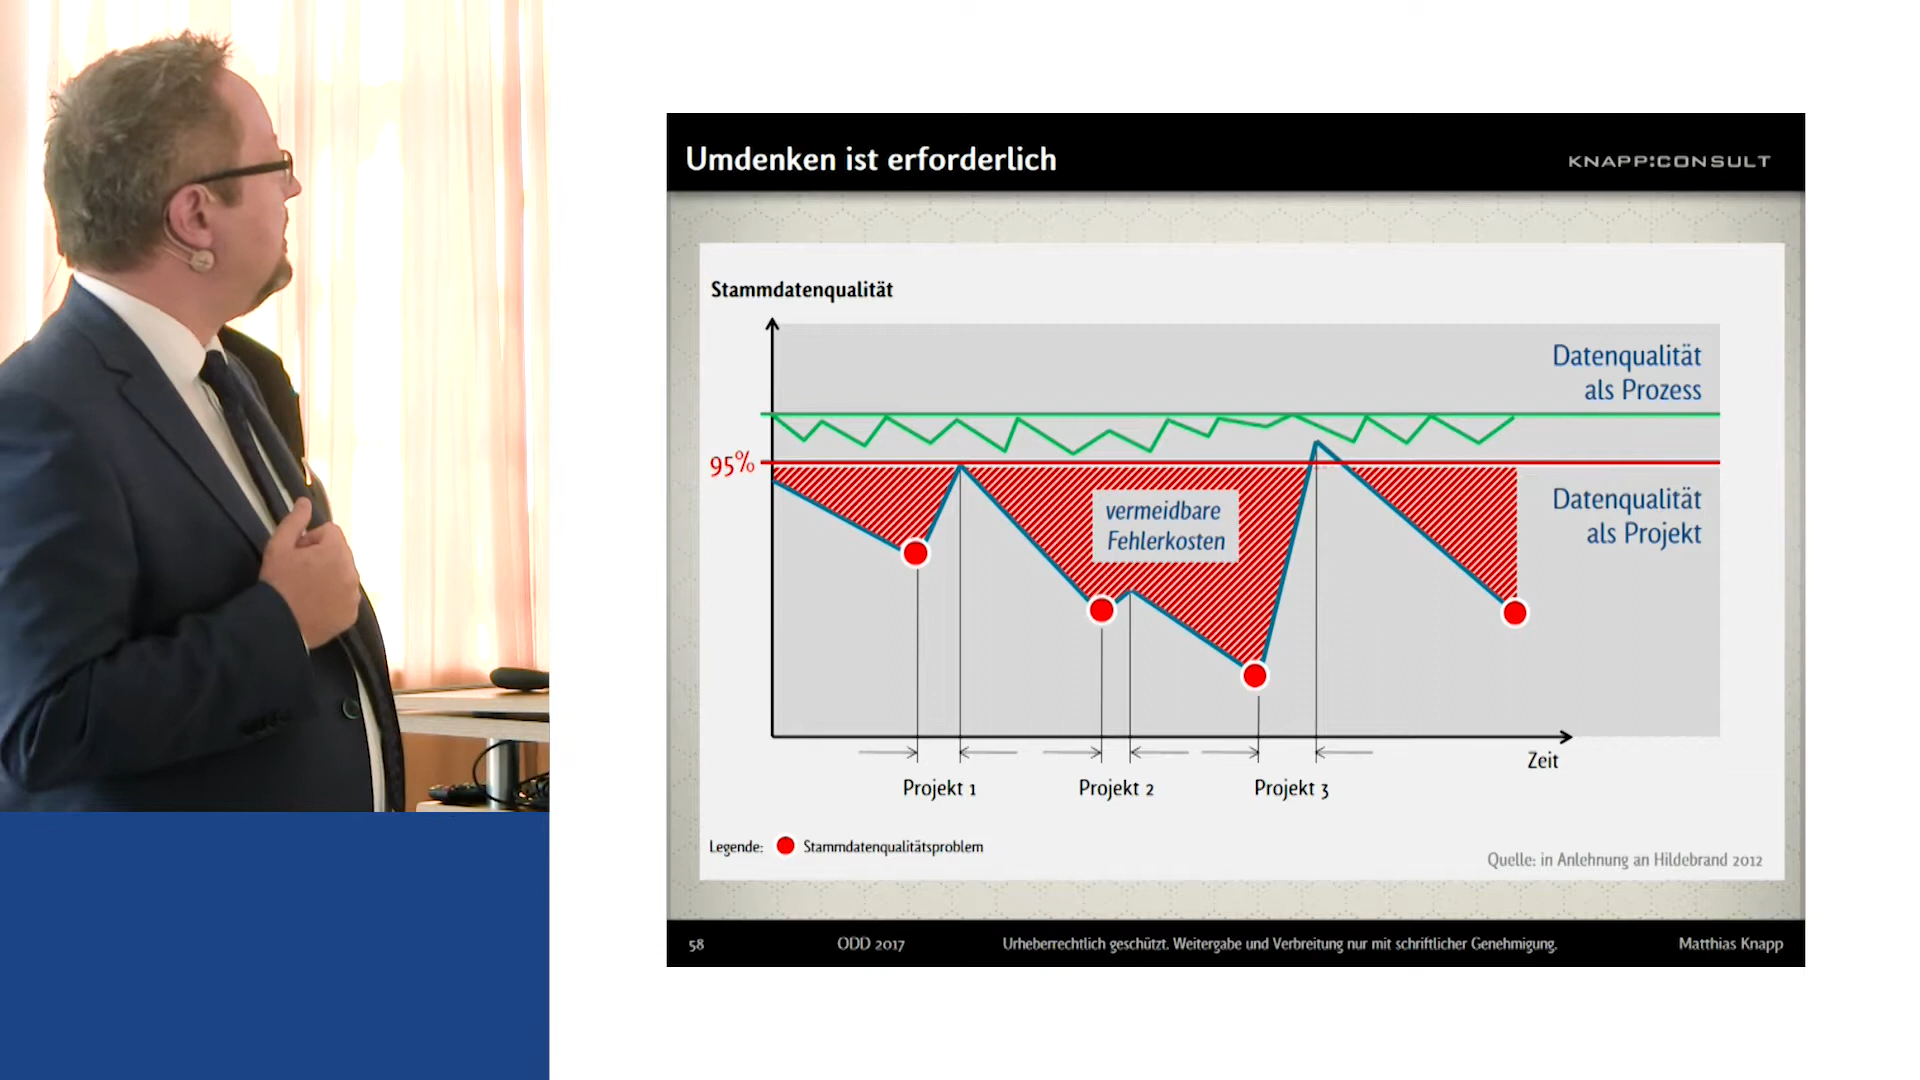 Umdenken ist erforderlich
KNAPP:CONSULT
Stammdatenqualität
Datenqualität
als Prozess
95%
vermeidbare
Fehlerkosten
Datenqualität
als Projekt
Zeit
Projekt 1
Projekt 2
Projekt 3
Legende:
Stammdatenqualitätsproblem
Quelle: in Anlehnung an Hildebrand 2012
58
ODD 2017
Urheberrechtlich geschützt. Weitergabe und Verbreitung nur mit schriftlicher Genehmigung.
Matthias Knapp